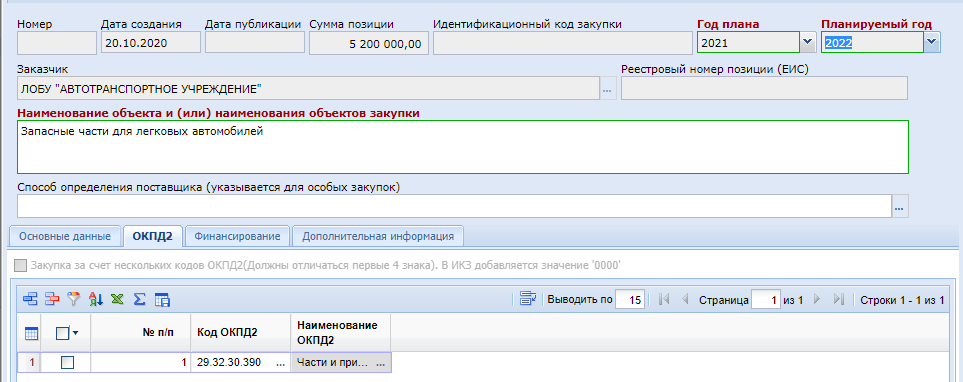 Номер Дата создания Дата публикации Сумма позиции Идентификационный код закупки Год плана Планируемый год
20.10.2020 5 200 000,00 2021 2022
Заказчик Реестровый номер позиции (ЕИС)
ЛОБУ "АВТОТРАНСПОРТНОЕ УЧРЕЖДЕНИЕ" ...
Наименование объекта и (или) наименования объектов закупки
Запасные части для легковых автомобилей
Способ определения поставщика (указывается для особых закупок)
...
Основные данные ОКПД2 Финансирование Дополнительная информация
Закупка за счет нескольких кодов ОКПД2(Должны отличаться первые 4 знака). В ИКЗ добавляется значение '0000'
Выводить по 15 Страница 1 из 1 Строки 1 - 1 из 1
№ п/п Код ОКПД2 Наименование
ОКПД2
1 1 29.32.30.390 ... Части и при... ...